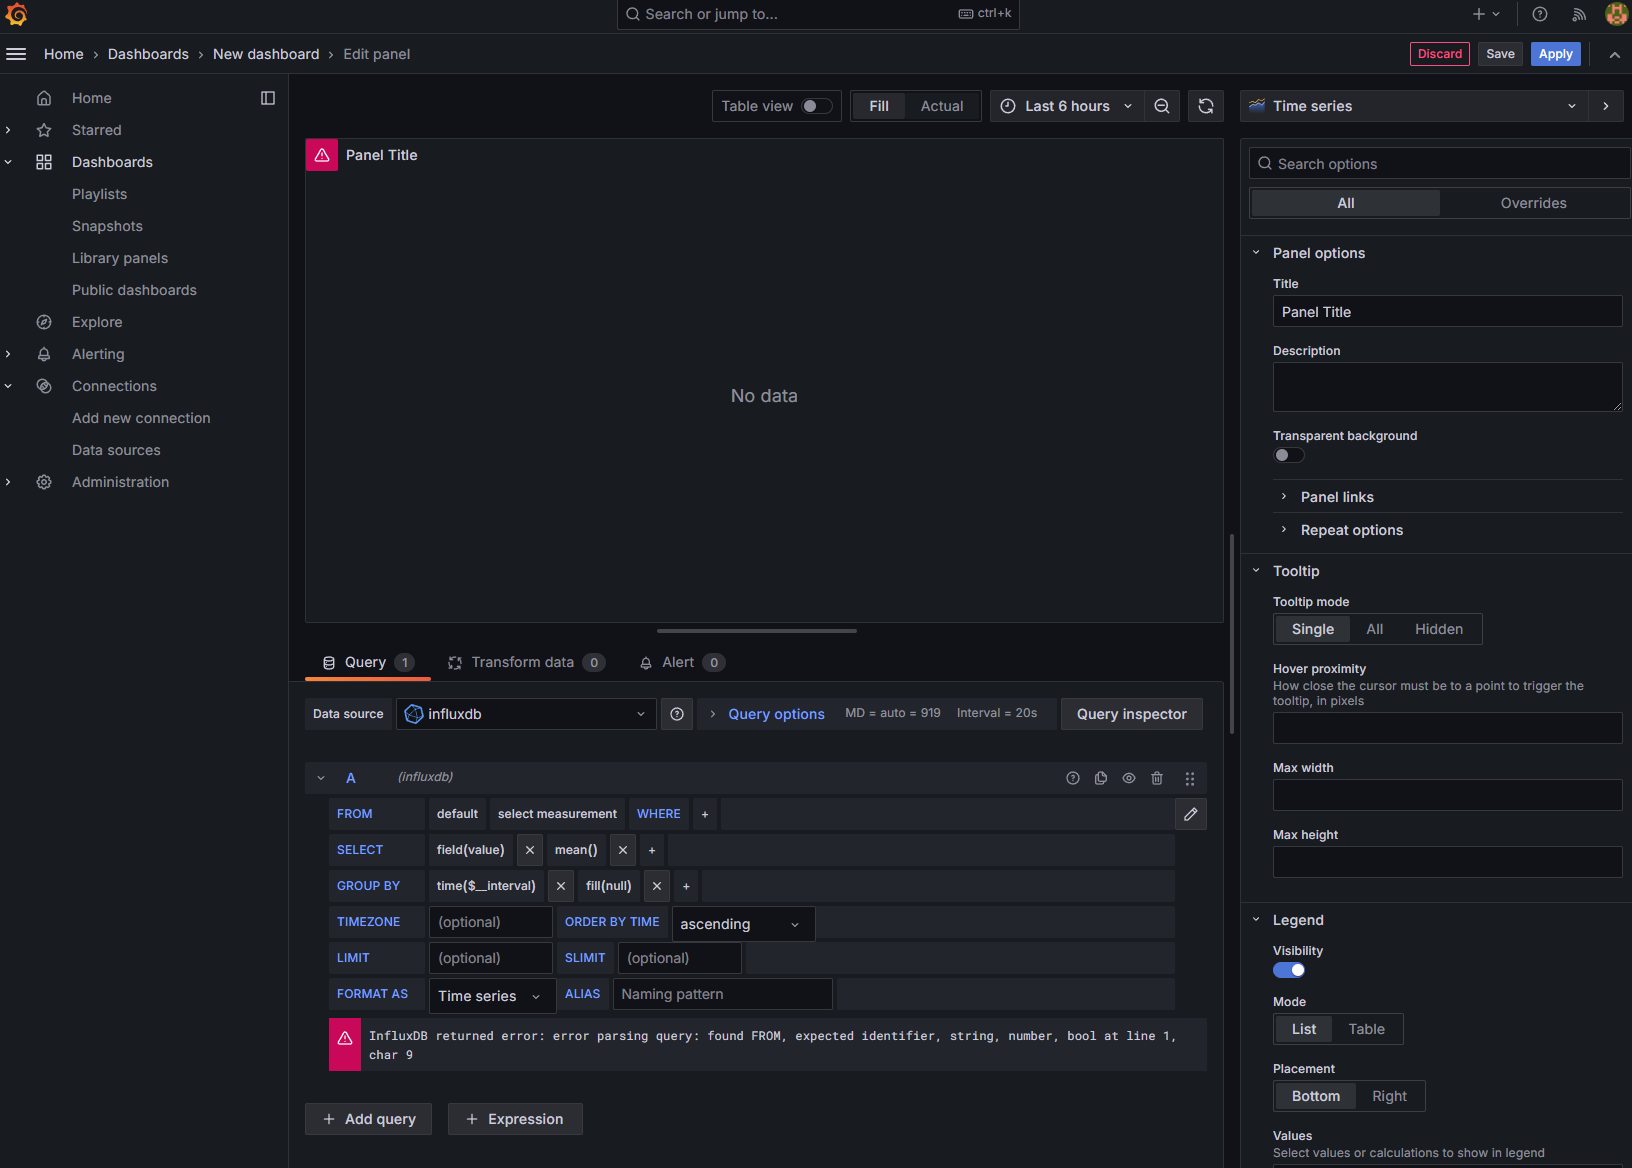 Search or jump to...
ctrl+k
Home › Dashboards › New dashboard › Edit panel
Discard
Save
Apply
Home
Starred
Dashboards
Playlists
Snapshots
Library panels
Public dashboards
Explore
Alerting
Connections
Add new connection
Data sources
Administration
Table view
Fill
Actual
Last 6 hours
Panel Title
No data
Query 1
Transform data 0
Alert 0
Data source
influxdb
Query options
MD = auto = 919
Interval = 20s
Query inspector
A
(influxdb)
FROM default select measurement WHERE +
SELECT field(value) × mean() × +
GROUP BY time($__interval) × fill(null) × +
TIMEZONE (optional) ORDER BY TIME ascending
LIMIT (optional) SLIMIT (optional)
FORMAT AS Time series ALIAS Naming pattern
InfluxDB returned error: error parsing query: found FROM, expected identifier, string, number, bool at line 1,
char 9
+ Add query
+ Expression
Time series
Search options
All
Overrides
Panel options
Title
Panel Title
Description
Transparent background
Panel links
Repeat options
Tooltip
Tooltip mode
Single All Hidden
Hover proximity
How close the cursor must be to a point to trigger the
tooltip, in pixels
Max width
Max height
Legend
Visibility
Mode
List Table
Placement
Bottom Right
Values
Select values or calculations to show in legend